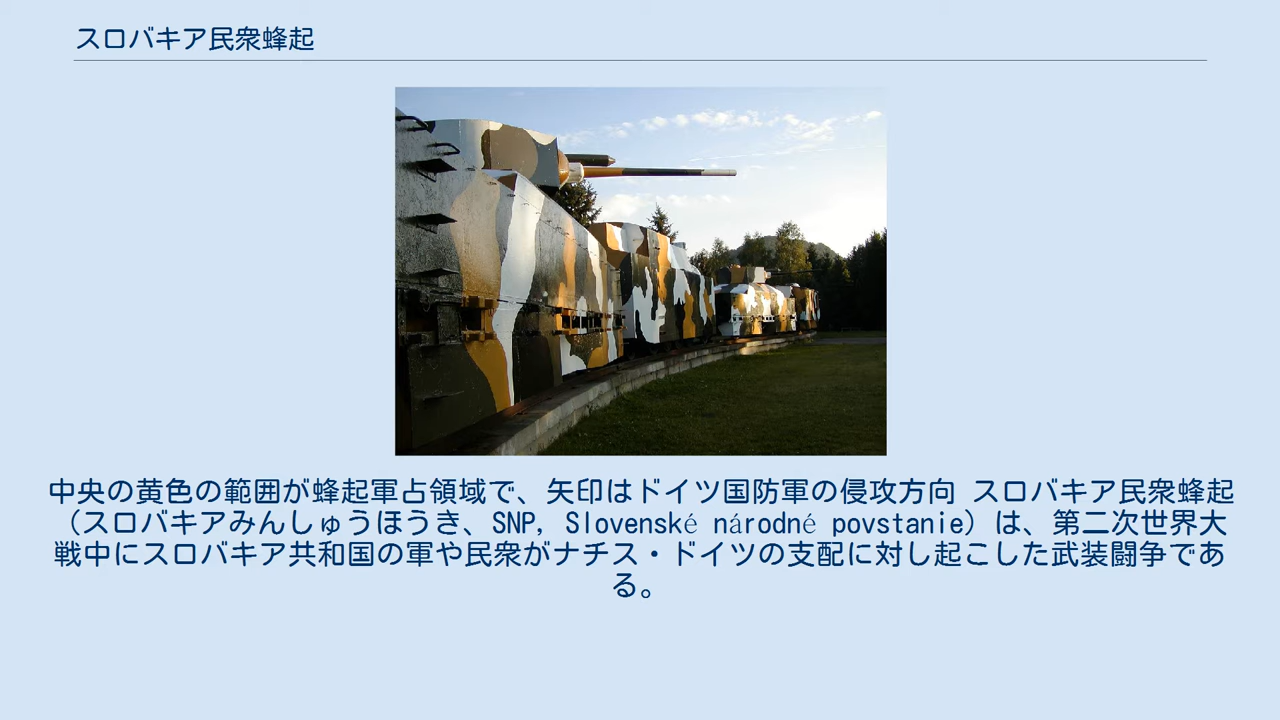 スロバキア民衆蜂起
中央の黄色の範囲が蜂起軍占領域で、矢印はドイツ国防軍の侵攻方向 スロバキア民衆蜂起
（スロバキアみんしゅうほうき、SNP, Slovenské národné povstanie）は、第二次世界大
戦中にスロバキア共和国の軍や民衆がナチス・ドイツの支配に対し起こした武装闘争であ
る。